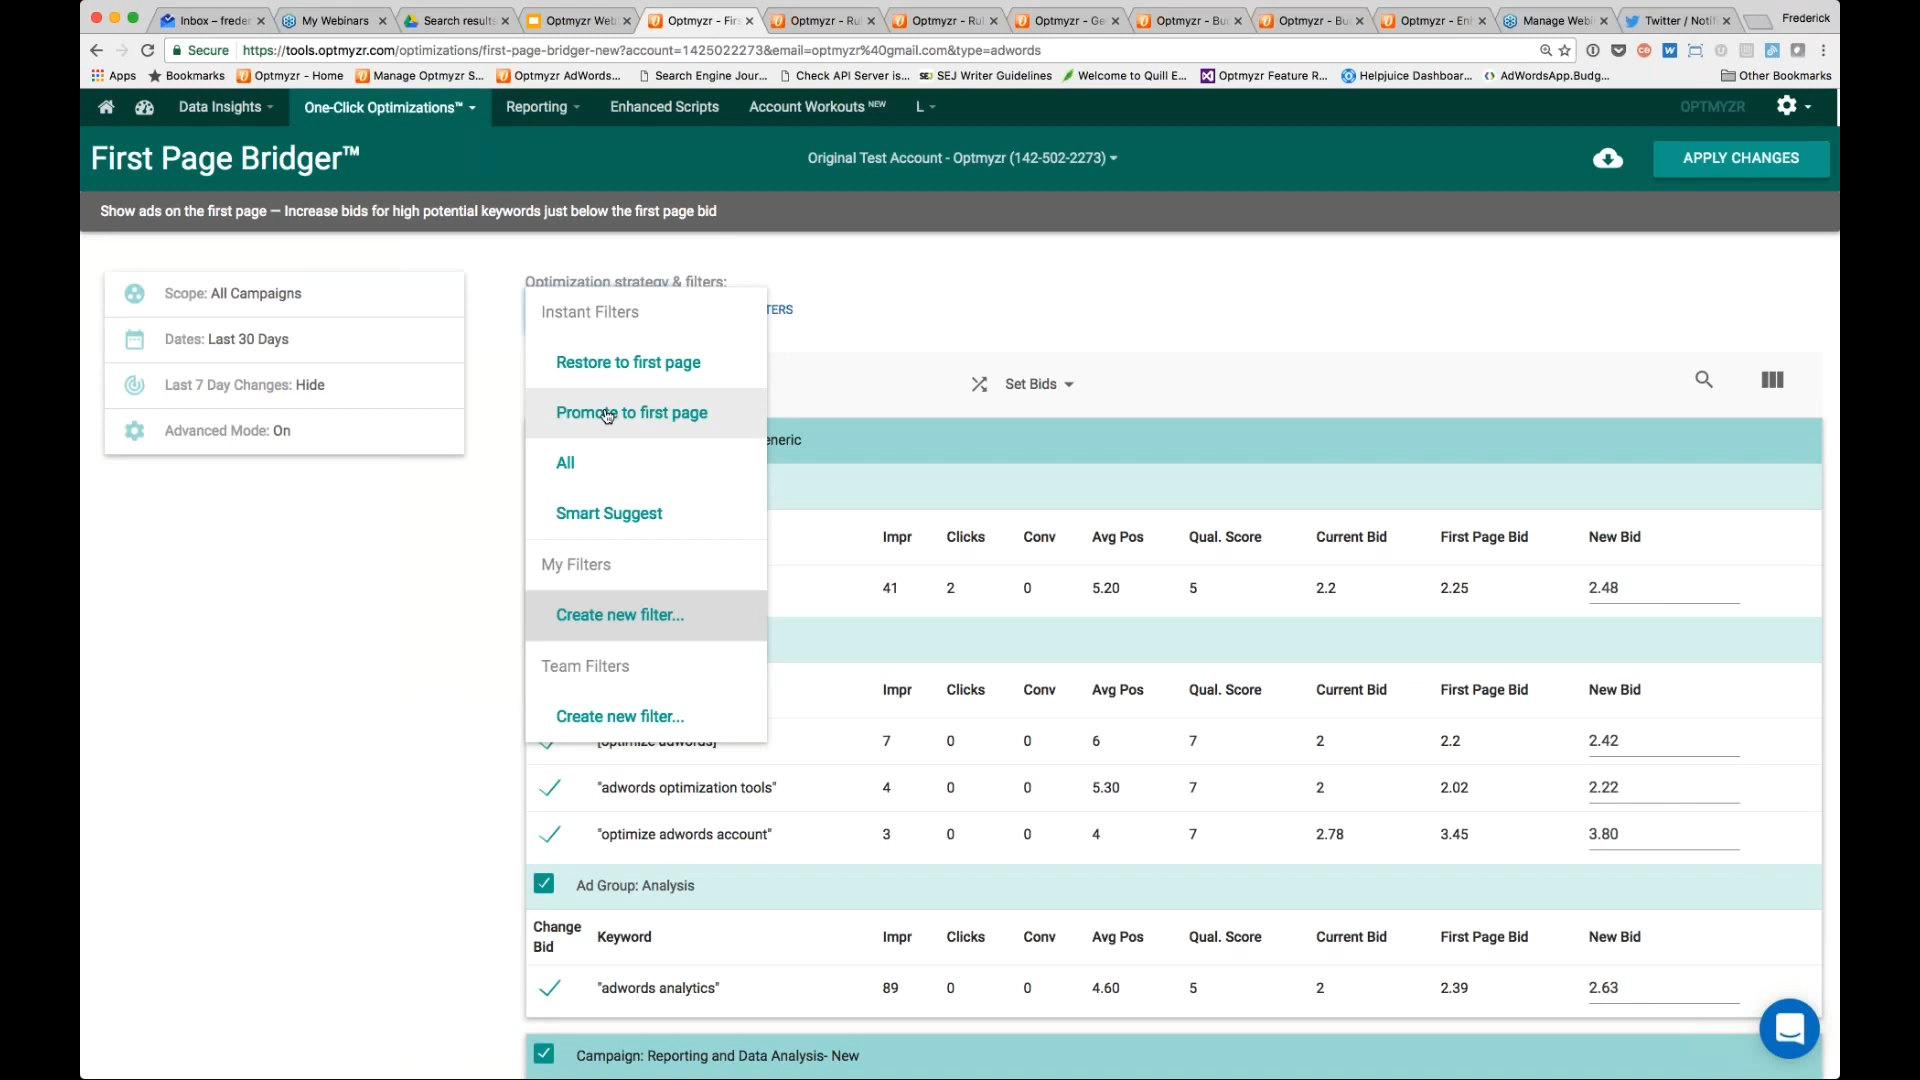 Inbox – freder
My Webinars
Search results
Optmyzr Web
Optmyzr - Firs
Optmyzr - Rul
Optmyzr - Rul
Optmyzr - Ge
Optmyzr - Bu
Optmyzr - Bu
Optmyzr - En
Manage Webi
Twitter / Notifi
Frederick
Secure https://tools.optmyzr.com/optimizations/first-page-bridger-new?account=1425022273&email=optmyzr%40gmail.com&type=adwords
Apps
Bookmarks
Optmyzr - Home
Manage Optmyzr S...
Optmyzr AdWords...
Search Engine Jour...
Check API Server is...
SEJ Writer Guidelines
Welcome to Quill E...
Optmyzr Feature R...
Helpjuice Dashboar...
AdWordsApp.Budg...
Other Bookmarks
Data Insights
One-Click Optimizations™
Reporting
Enhanced Scripts
Account Workouts NEW
L
OPTMYZR
First Page Bridger™
Original Test Account - Optmyzr (142-502-2273)
APPLY CHANGES
Show ads on the first page — Increase bids for high potential keywords just below the first page bid
Scope: All Campaigns
Dates: Last 30 Days
Last 7 Day Changes: Hide
Advanced Mode: On
Optimization strategy & filters:
TERS
Instant Filters
Restore to first page
Promote to first page
All
Smart Suggest
My Filters
Create new filter...
Team Filters
Create new filter...
Set Bids
eneric
Impr Clicks Conv Avg Pos Qual. Score Current Bid First Page Bid New Bid
41 2 0 5.20 5 2.2 2.25 2.48
Impr Clicks Conv Avg Pos Qual. Score Current Bid First Page Bid New Bid
[optimize adwords] 7 0 0 6 7 2 2.2 2.42
"adwords optimization tools" 4 0 0 5.30 7 2 2.02 2.22
"optimize adwords account" 3 0 0 4 7 2.78 3.45 3.80
Ad Group: Analysis
Change Bid Keyword Impr Clicks Conv Avg Pos Qual. Score Current Bid First Page Bid New Bid
"adwords analytics" 89 0 0 4.60 5 2 2.39 2.63
Campaign: Reporting and Data Analysis- New